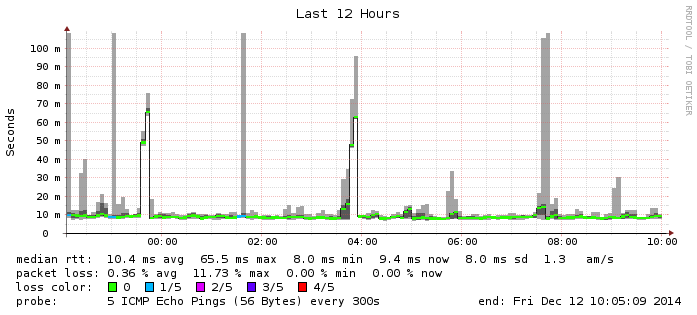 Last 12 Hours
RRDTOOL / TOBI OETIKER
Seconds
100 m
90 m
80 m
70 m
60 m
50 m
40 m
30 m
20 m
10 m
0
00:00 02:00 04:00 06:00 08:00 10:00
median rtt: 10.4 ms avg 65.5 ms max 8.0 ms min 9.4 ms now 8.0 ms sd 1.3 am/s
packet loss: 0.36 % avg 11.73 % max 0.00 % min 0.00 % now
loss color: 0 1/5 2/5 3/5 4/5
probe: 5 ICMP Echo Pings (56 Bytes) every 300s end: Fri Dec 12 10:05:09 2014